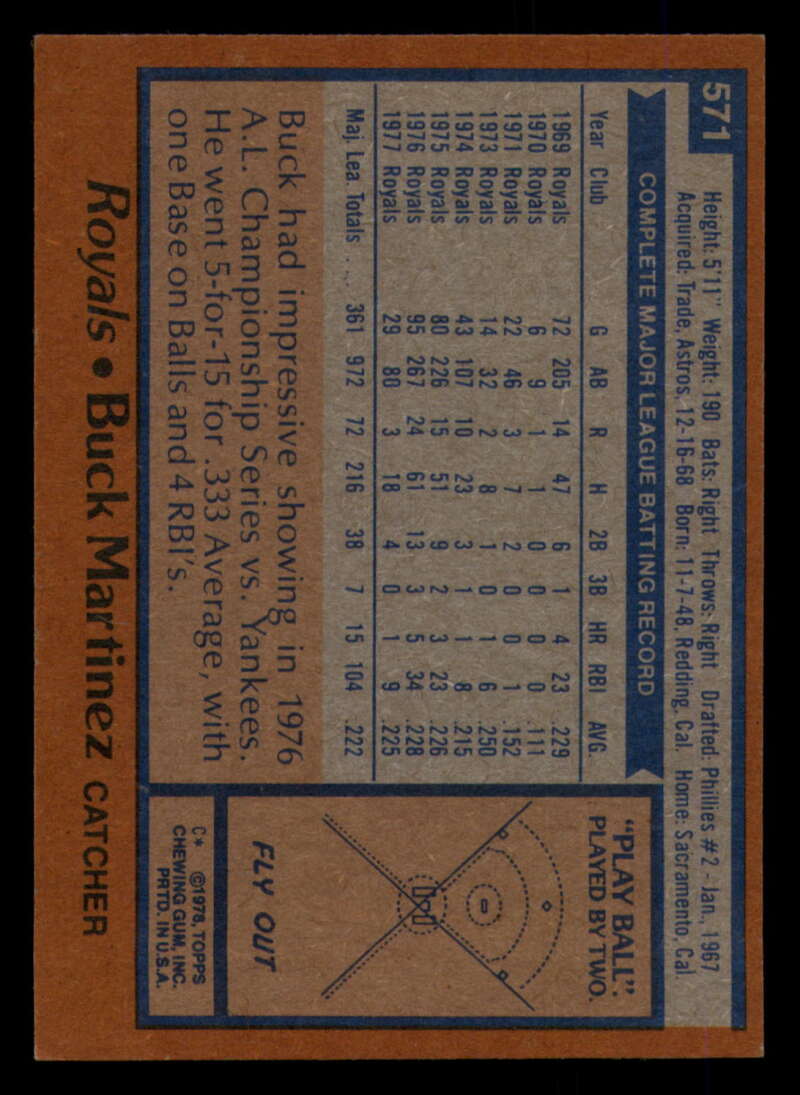 571
Height: 5'11" Weight: 190 Bats: Right Throws: Right Drafted: Phillies #2 - Jan., 1967
Acquired: Trade, Astros, 12-16-68 Born: 11-7-48, Redding, Cal. Home: Sacramento, Cal.
COMPLETE MAJOR LEAGUE BATTING RECORD
Year Club G AB R H 2B 3B HR RBI AVG.
1969 Royals 72 205 14 47 6 1 4 23 .229
1970 Royals 6 9 1 1 0 0 0 0 .111
1971 Royals 22 46 3 7 2 0 0 1 .152
1973 Royals 14 32 2 8 1 0 1 6 .250
1974 Royals 43 107 10 23 3 1 1 8 .215
1975 Royals 80 226 15 51 9 2 3 23 .226
1976 Royals 95 267 24 61 13 3 5 34 .228
1977 Royals 29 80 3 18 4 0 1 9 .225
Maj. Lea. Totals .... 361 972 72 216 38 7 15 104 .222
Buck had impressive showing in 1976
A.L. Championship Series vs. Yankees.
He went 5-for-15 for .333 Average, with
one Base on Balls and 4 RBI's.
"PLAY BALL".
PLAYED BY TWO.
FLY OUT
C* ©1978, TOPPS
CHEWING GUM, INC.
PRTD. IN U.S.A.
Royals • Buck Martinez CATCHER